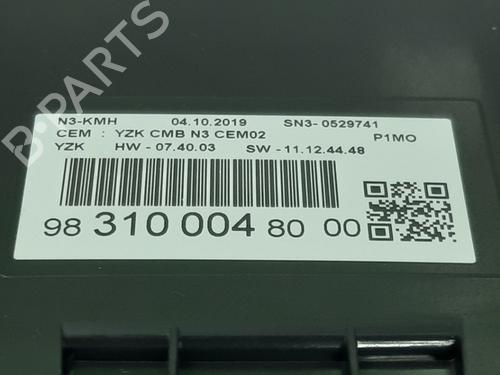 N3-KMH 04.10.2019 SN3- 0529741
CEM : YZK CMB N3 CEM02 P1MO
YZK HW - 07.40.03 SW - 11.12.44.48
98 310 004 80 00
B-PARTS